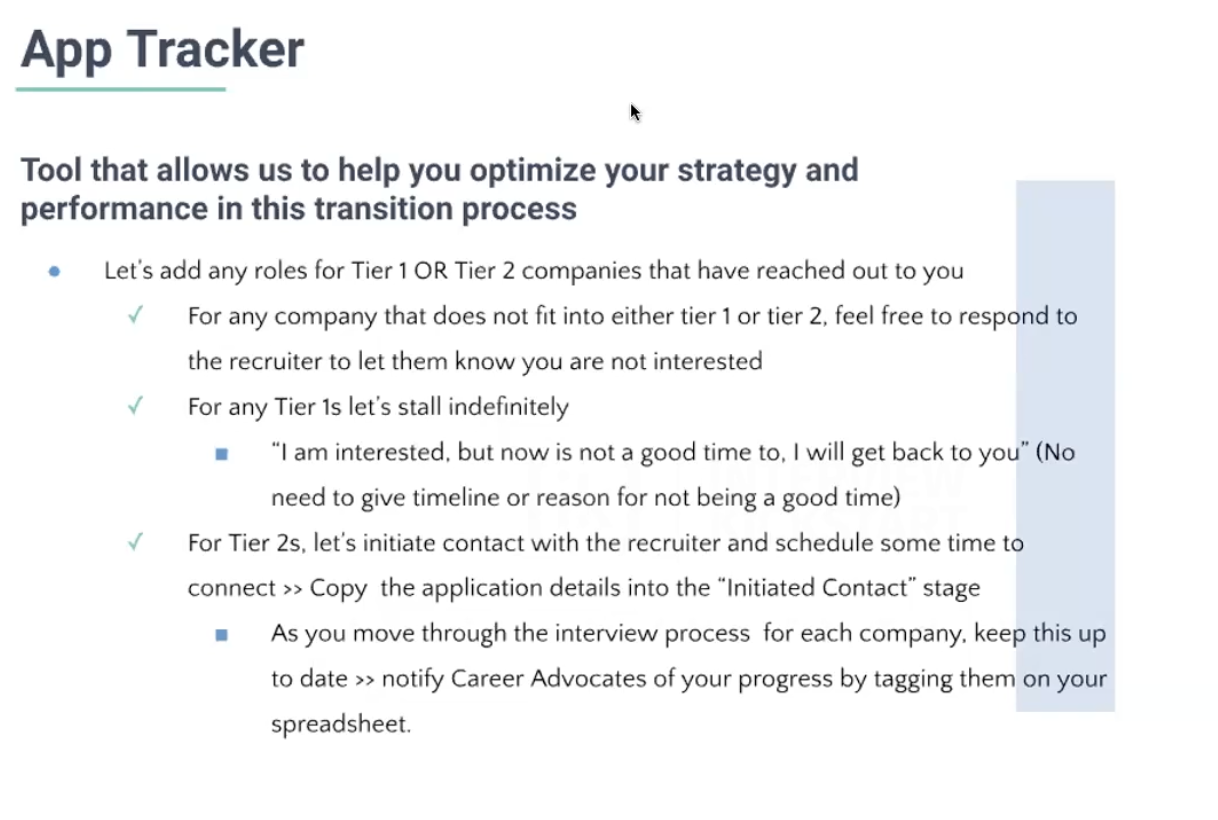 App Tracker
Tool that allows us to help you optimize your strategy and
performance in this transition process
● Let's add any roles for Tier 1 OR Tier 2 companies that have reached out to you
✓ For any company that does not fit into either tier 1 or tier 2, feel free to respond to
the recruiter to let them know you are not interested
✓ For any Tier 1s let's stall indefinitely
■ “I am interested, but now is not a good time to, I will get back to you” (No
need to give timeline or reason for not being a good time)
✓ For Tier 2s, let's initiate contact with the recruiter and schedule some time to
connect >> Copy  the application details into the “Initiated Contact” stage
■ As you move through the interview process  for each company, keep this up
to date >> notify Career Advocates of your progress by tagging them on your
spreadsheet.
INTERVIEW
KICKSTART